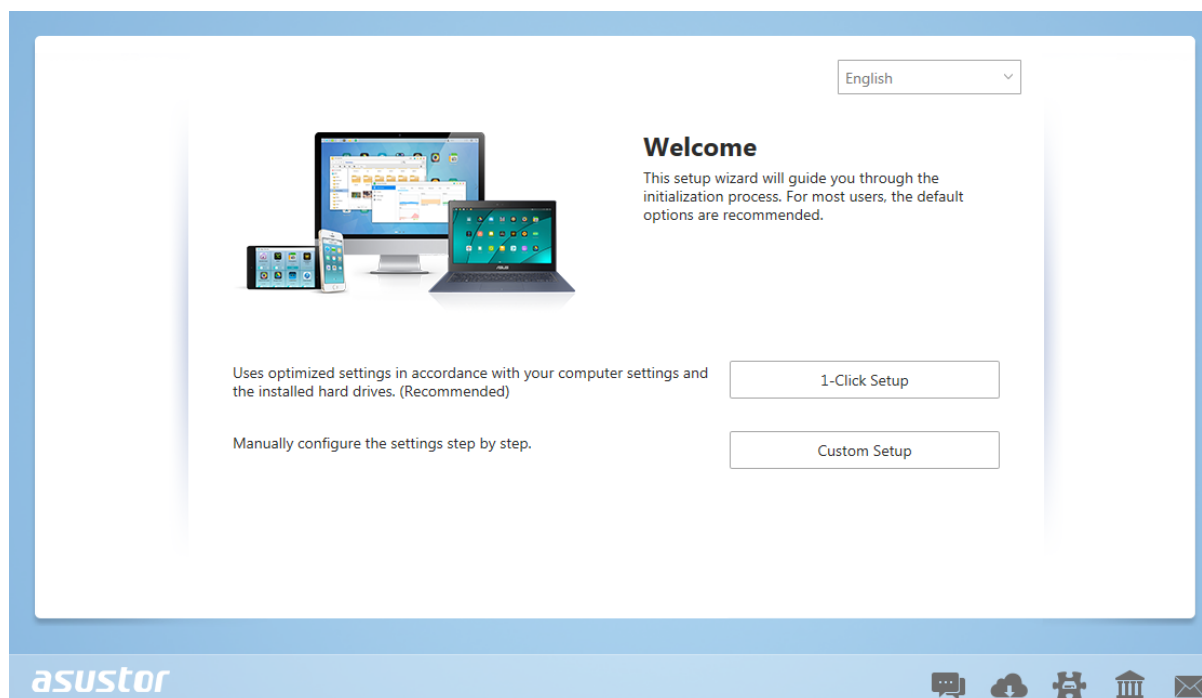 English
Welcome
This setup wizard will guide you through the
initialization process. For most users, the default
options are recommended.
Uses optimized settings in accordance with your computer settings and
the installed hard drives. (Recommended)
1-Click Setup
Manually configure the settings step by step.
Custom Setup
asustor